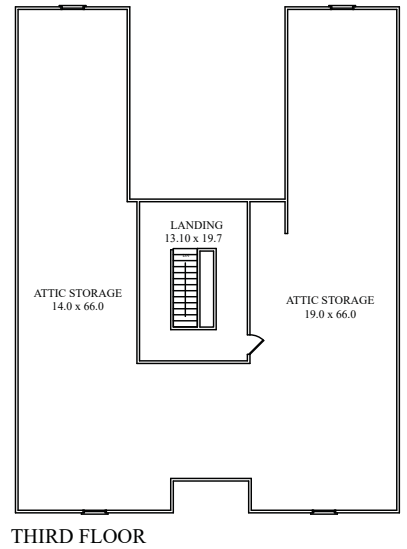 LANDING
13.10 x 19.7
ATTIC STORAGE
14.0 x 66.0
ATTIC STORAGE
19.0 x 66.0
THIRD FLOOR